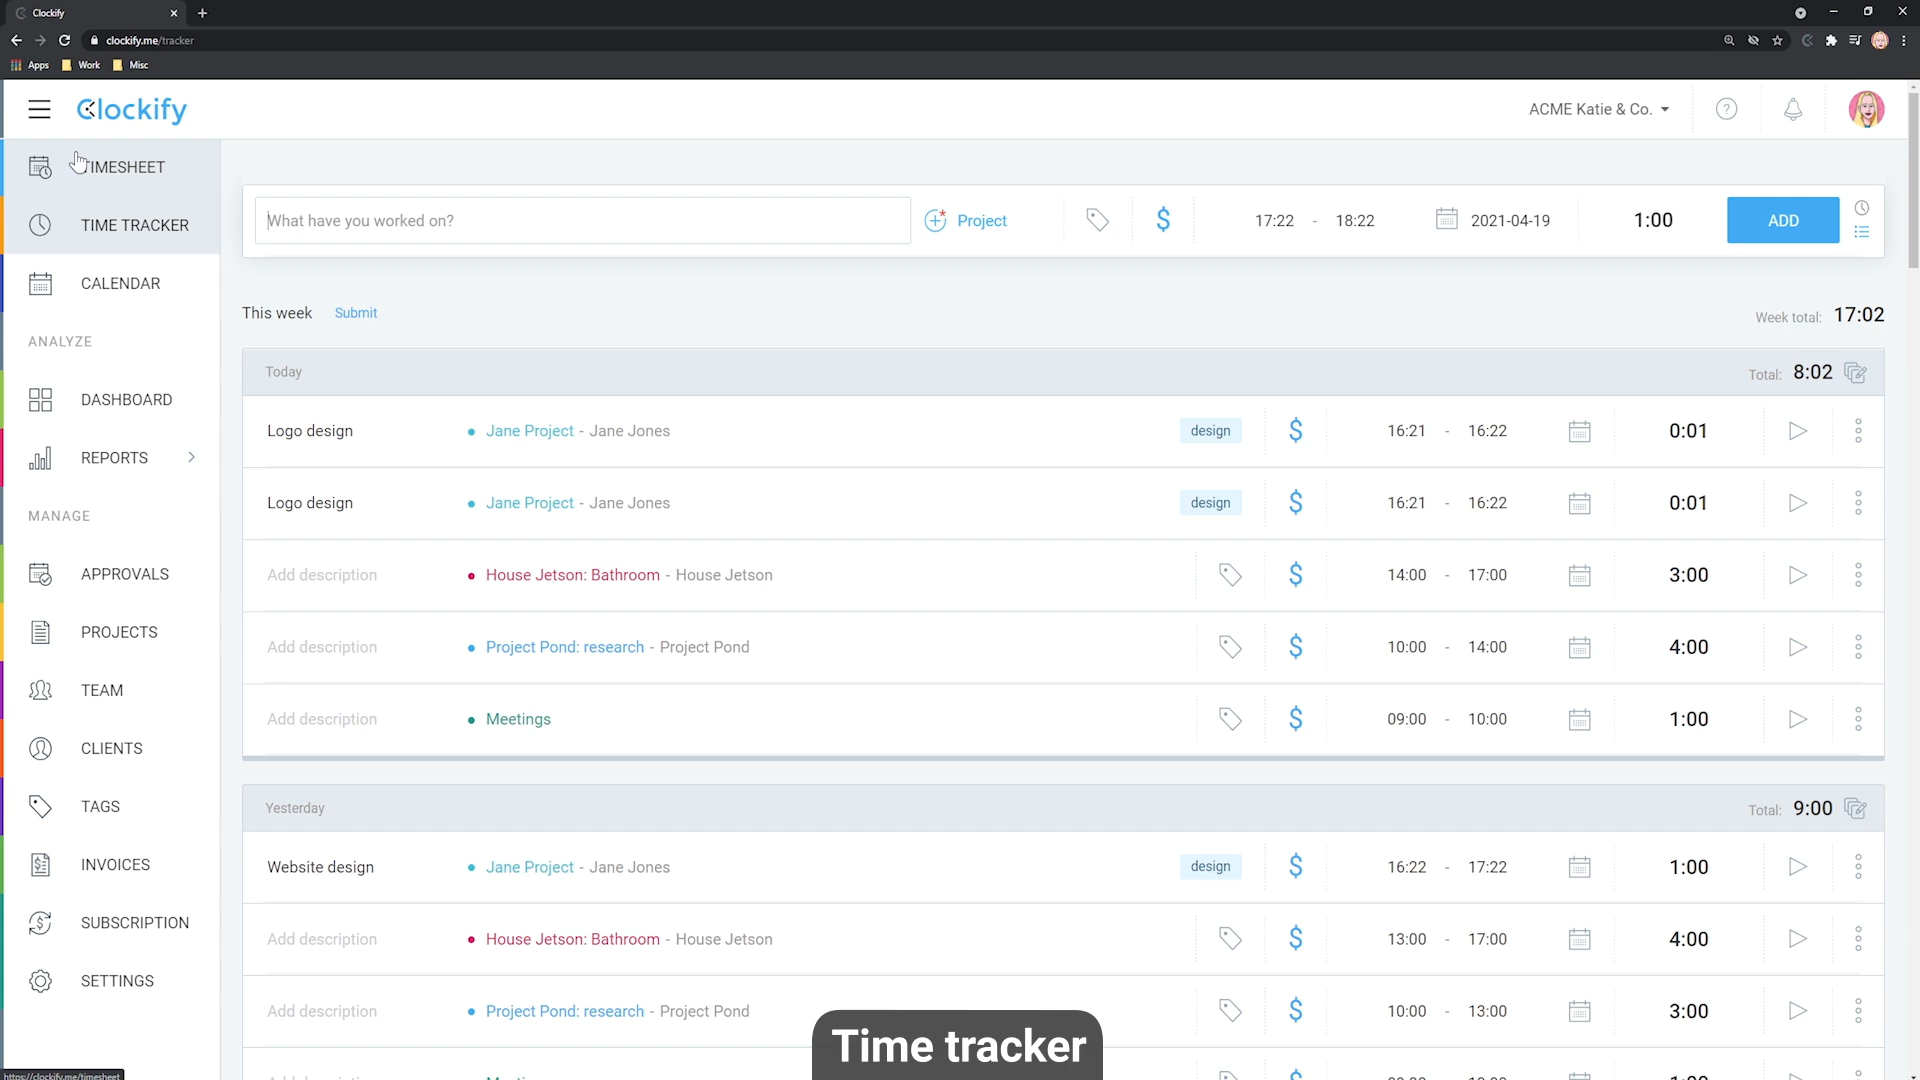 Clockify
clockify.me/tracker
Apps Work Misc
Clockify
ACME Katie & Co.
TIMESHEET
TIME TRACKER
CALENDAR
ANALYZE
DASHBOARD
REPORTS
MANAGE
APPROVALS
PROJECTS
TEAM
CLIENTS
TAGS
INVOICES
SUBSCRIPTION
SETTINGS
https://clockify.me/timesheet
What have you worked on? Project $ 17:22 - 18:22 2021-04-19 1:00 ADD
This week Submit Week total: 17:02
Today Total: 8:02
Logo design Jane Project - Jane Jones design $ 16:21 - 16:22 0:01
Logo design Jane Project - Jane Jones design $ 16:21 - 16:22 0:01
Add description House Jetson: Bathroom - House Jetson $ 14:00 - 17:00 3:00
Add description Project Pond: research - Project Pond $ 10:00 - 14:00 4:00
Add description Meetings $ 09:00 - 10:00 1:00
Yesterday Total: 9:00
Website design Jane Project - Jane Jones design $ 16:22 - 17:22 1:00
Add description House Jetson: Bathroom - House Jetson $ 13:00 - 17:00 4:00
Add description Project Pond: research - Project Pond $ 10:00 - 13:00 3:00
Time tracker